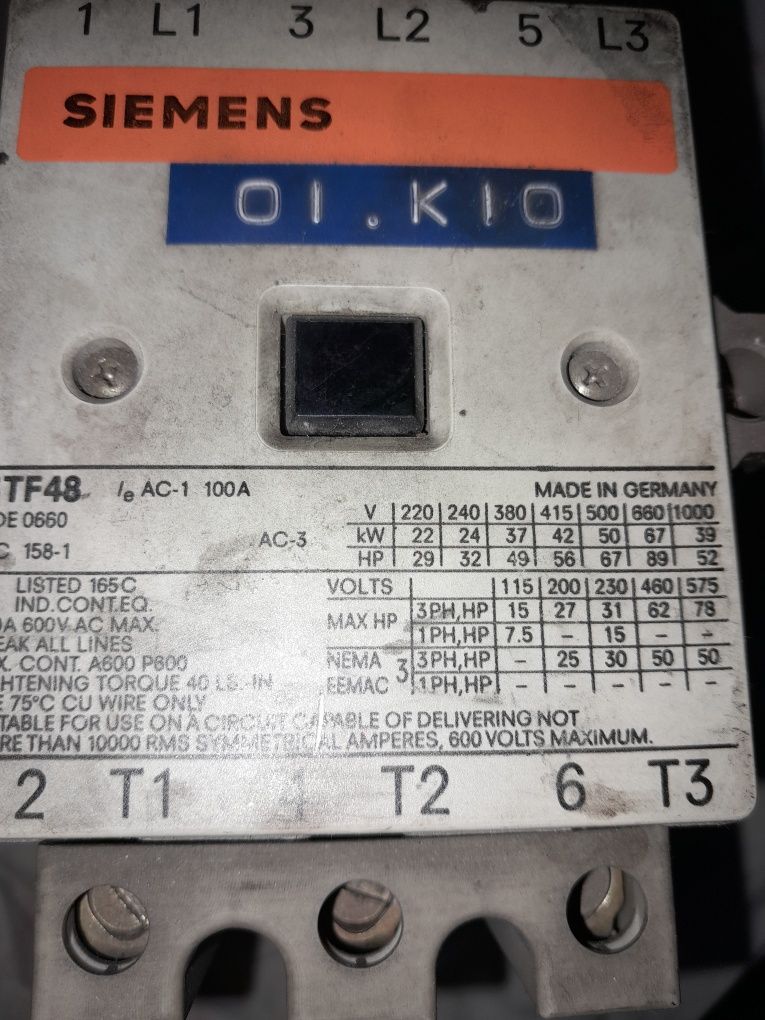 1 L1 3 L2 5 L3
SIEMENS
01.K10
TF48 Ie AC-1 100A MADE IN GERMANY
DE 0660
C 158-1
AC-3
V 220 240 380 415 500 660 1000
kW 22 24 37 42 50 67 39
HP 29 32 49 56 67 89 52
LISTED 165C
IND.CONT.EQ.
0A 600V AC MAX.
EAK ALL LINES
X. CONT. A600 P600
HTENING TORQUE 40 LB.-IN
E 75°C CU WIRE ONLY
VOLTS 115 200 230 460 575
MAX HP 3PH,HP 15 27 31 62 78
1PH,HP 7.5 – 15 – –
NEMA 3 3PH,HP – 25 30 50 50
EEMAC 1PH,HP – – – – –
TABLE FOR USE ON A CIRCUIT CAPABLE OF DELIVERING NOT
RE THAN 10000 RMS SYMMETRICAL AMPERES, 600 VOLTS MAXIMUM.
2 T1 4 T2 6 T3